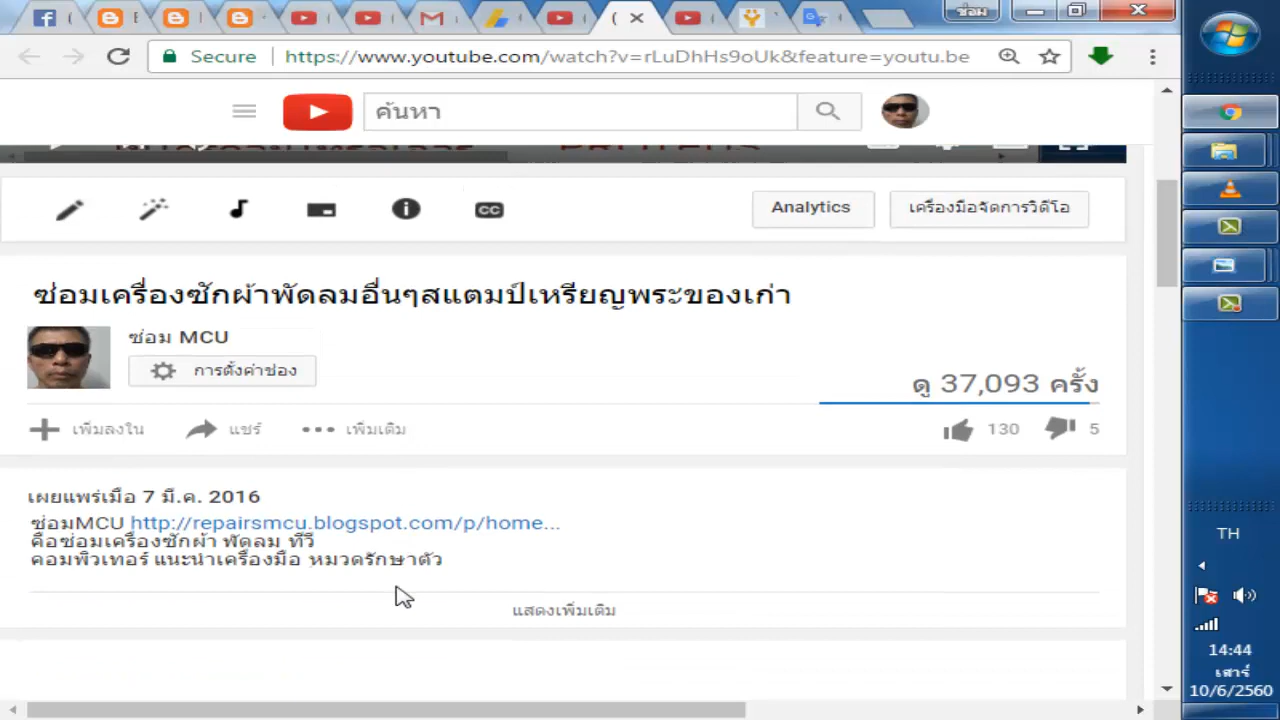 ซ่อม
Secure
https://www.youtube.com/watch?v=rLuDhHs9oUk&feature=youtu.be
ค้นหา
CC
Analytics
เครื่องมือจัดการวิดีโอ
ซ่อมเครื่องซักผ้าพัดลมอื่นๆสแตมป์เหรียญพระของเก่า
ซ่อม MCU
การตั้งค่าช่อง
ดู 37,093 ครั้ง
เพิ่มลงใน
แชร์
เพิ่มเติม
130
5
เผยแพร่เมื่อ 7 มี.ค. 2016
ซ่อมMCU http://repairsmcu.blogspot.com/p/home...
คือซ่อมเครื่องซักผ้า พัดลม ทีวี
คอมพิวเทอร์ แนะนำเครื่องมือ หมวดรักษาตัว
แสดงเพิ่มเติม
TH
14:44
เสาร์
10/6/2560